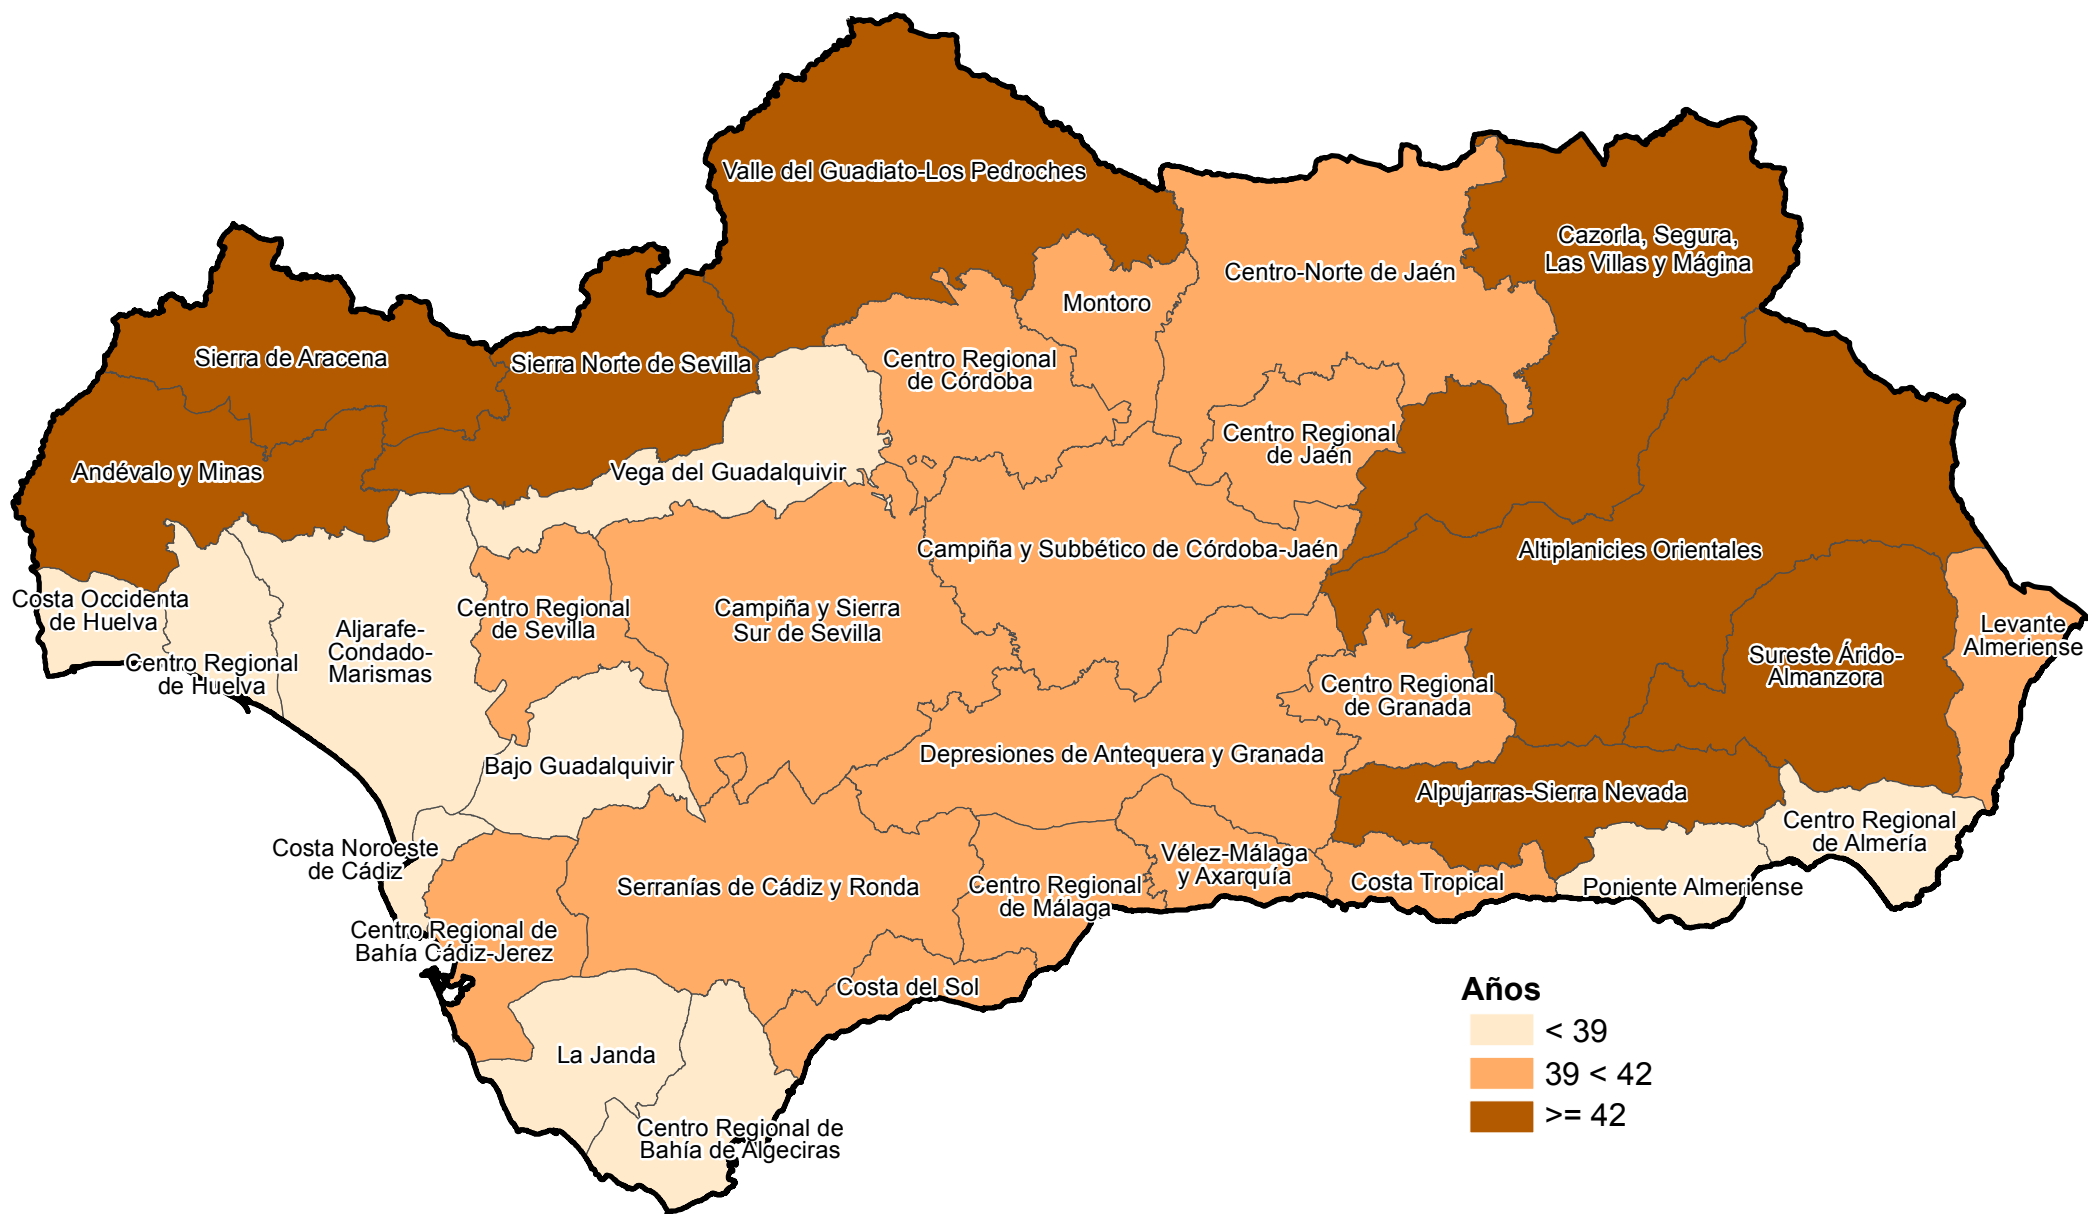 Valle del Guadiato-Los Pedroches
Cazorla, Segura,
Las Villas y Mágina
Centro-Norte de Jaén
Montoro
Sierra de Aracena
Sierra Norte de Sevilla
Centro Regional
de Córdoba
Centro Regional
de Jaén
Andévalo y Minas
Vega del Guadalquivir
Campiña y Subbético de Córdoba-Jaén
Altiplanicies Orientales
Costa Occidenta
de Huelva
Centro Regional
de Sevilla
Campiña y Sierra
Sur de Sevilla
Aljarafe-
Condado-
Marismas
Levante
Almeriense
Centro Regional
de Huelva
Sureste Árido-
Almanzora
Centro Regional
de Granada
Depresiones de Antequera y Granada
Bajo Guadalquivir
Alpujarras-Sierra Nevada
Centro Regional
de Almería
Costa Noroeste
de Cádiz
Vélez-Málaga
y Axarquía
Serranías de Cádiz y Ronda
Centro Regional
de Málaga
Costa Tropical
Poniente Almeriense
Centro Regional de
Bahía Cádiz-Jerez
Costa del Sol
La Janda
Centro Regional de
Bahía de Algeciras
Años
< 39
39 < 42
>= 42